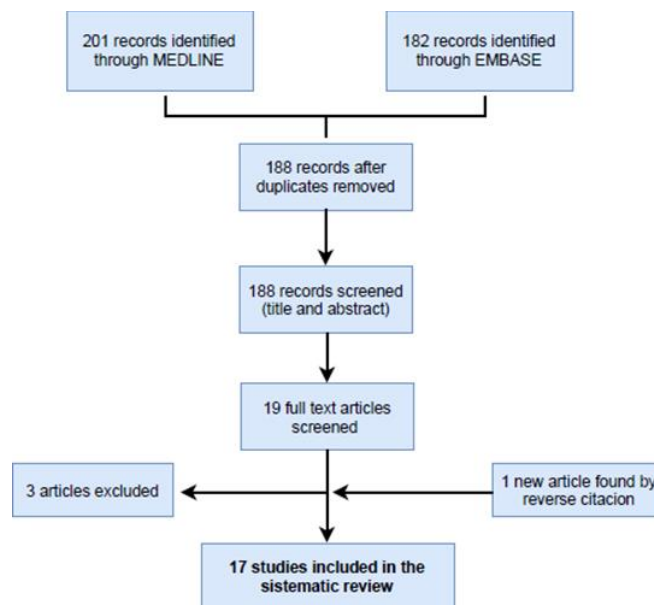 201 records identified
through MEDLINE
182 records identified
through EMBASE
188 records after
duplicates removed
188 records screened
(title and abstract)
19 full text articles
screened
3 articles excluded
1 new article found by
reverse citacion
17 studies included in the
sistematic review